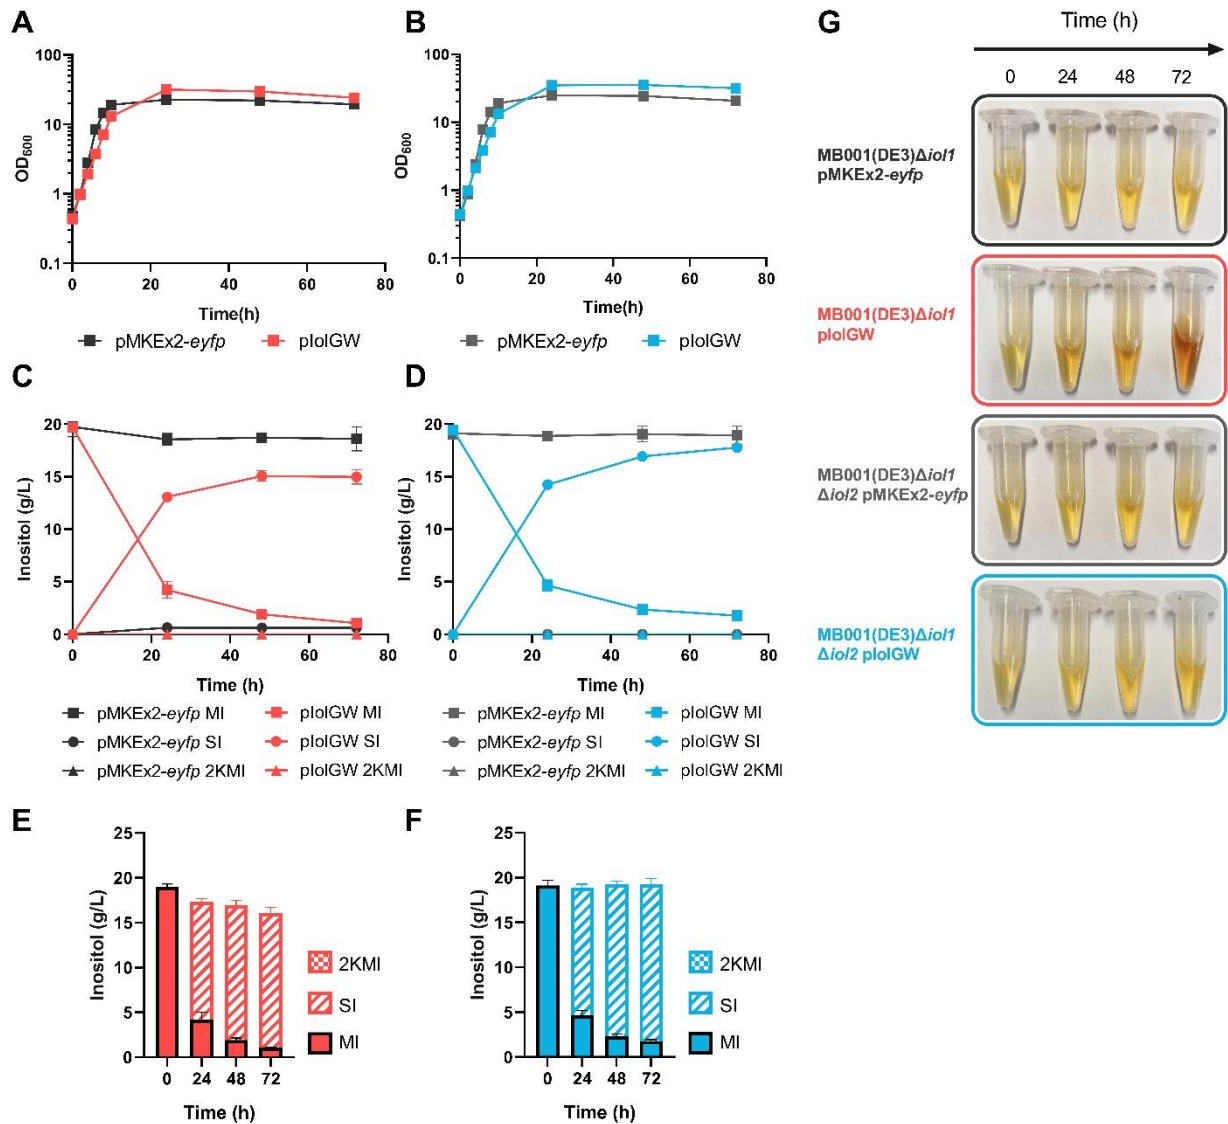 A
100
10
1
0.1
OD600
0
20
40
60
80
Time(h)
pMKEx2-eyfp
pIolGW
B
100
10
1
0.1
OD600
0
20
40
60
80
Time(h)
pMKEx2-eyfp
pIolGW
C
20
15
10
5
0
Inositol (g/L)
0
20
40
60
80
Time (h)
pMKEx2-eyfp MI
pIolGW MI
pMKEx2-eyfp SI
pIolGW SI
pMKEx2-eyfp 2KMI
pIolGW 2KMI
D
20
15
10
5
0
Inositol (g/L)
0
20
40
60
80
Time (h)
pMKEx2-eyfp MI
pIolGW MI
pMKEx2-eyfp SI
pIolGW SI
pMKEx2-eyfp 2KMI
pIolGW 2KMI
E
25
20
15
10
5
0
Inositol (g/L)
0
24
48
72
Time (h)
2KMI
SI
MI
F
25
20
15
10
5
0
Inositol (g/L)
0
24
48
72
Time (h)
2KMI
SI
MI
G
Time (h)
0
24
48
72
MB001(DE3)Δiol1
pMKEx2-eyfp
MB001(DE3)Δiol1
pIolGW
MB001(DE3)Δiol1
Δiol2 pMKEx2-eyfp
MB001(DE3)Δiol1
Δiol2 pIolGW